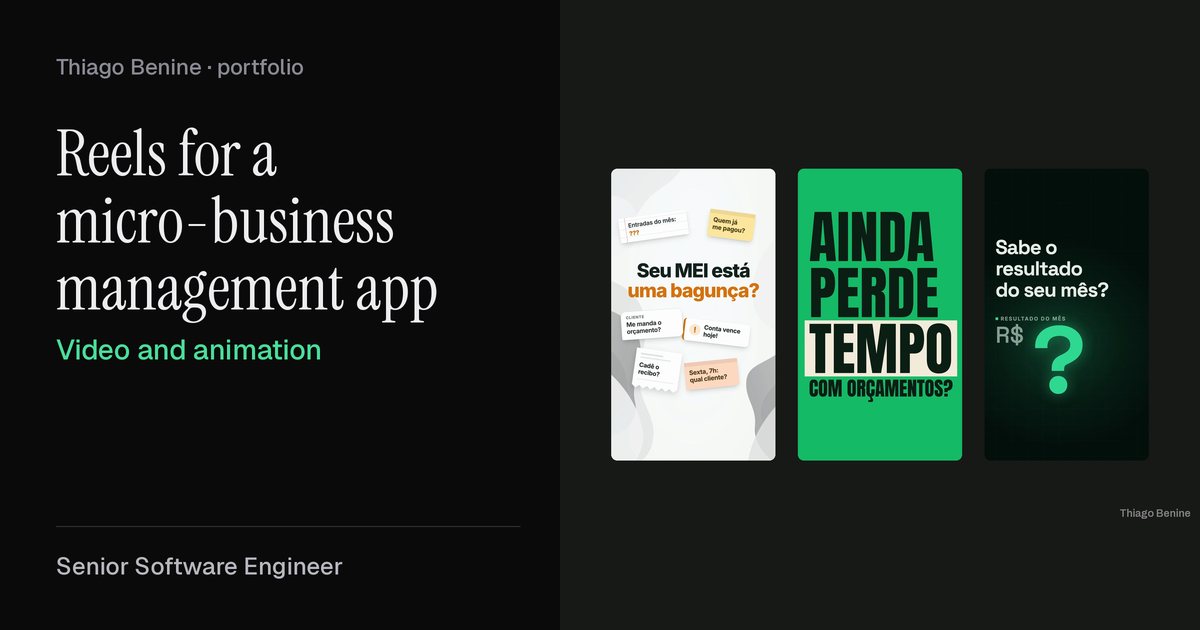 Thiago Benine · portfolio
Reels for a
micro-business
management app
Video and animation
Senior Software Engineer
Entradas do mês:
???
Quem já
me pagou?
Seu MEI está
uma bagunça?
CLIENTE
Me manda o
orçamento?
! Conta vence
hoje!
Cadê o
recibo?
Sexta, 7h:
qual cliente?
AINDA
PERDE
TEMPO
COM ORÇAMENTOS?
Sabe o
resultado
do seu mês?
RESULTADO DO MÊS
R$ ?
Thiago Benine